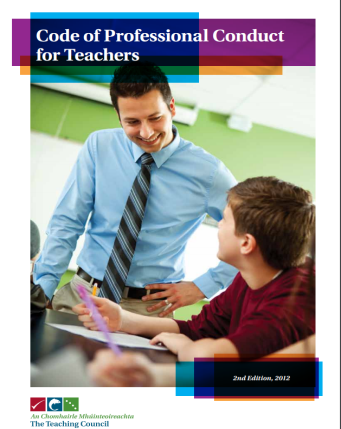 Code of Professional Conduct
for Teachers
2nd Edition, 2012
An Chomhairle Mhúinteoireachta
The Teaching Council